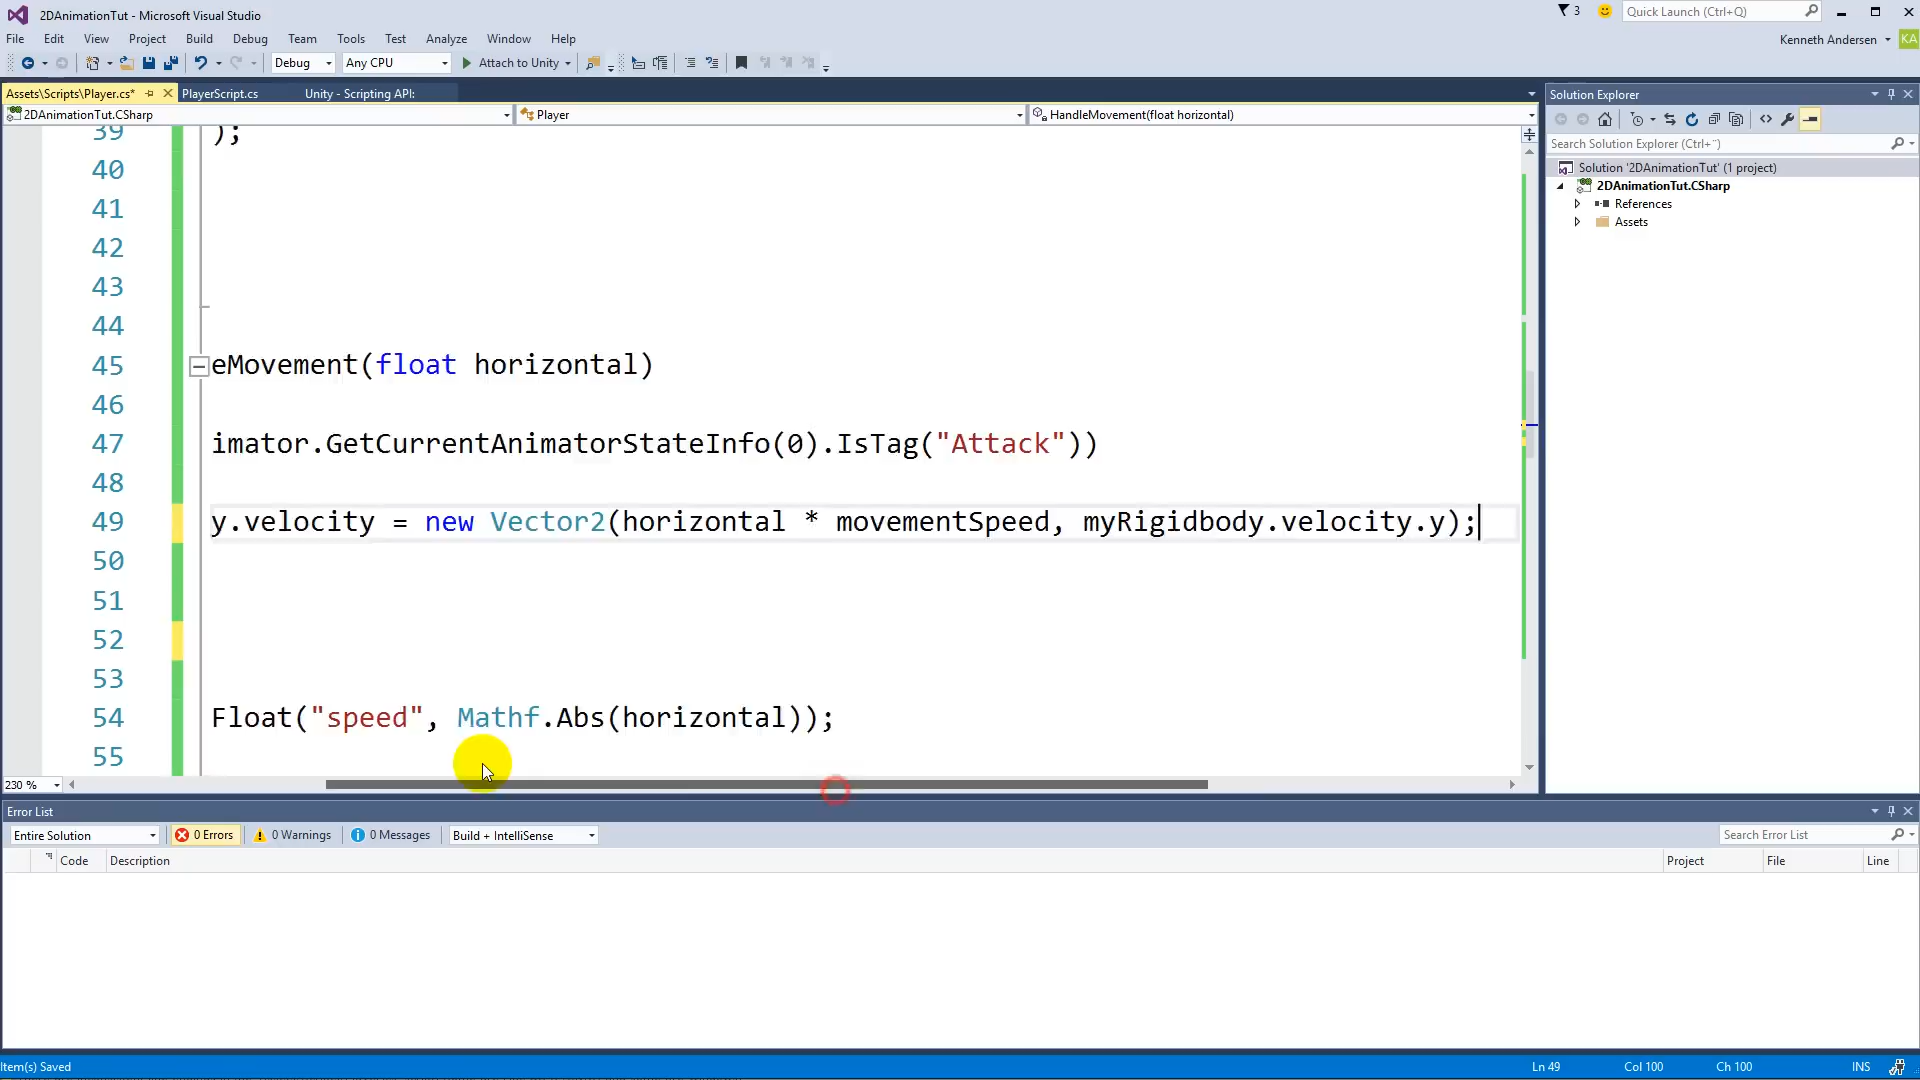 2DAnimationTut - Microsoft Visual Studio
3
Quick Launch (Ctrl+Q)
File Edit View Project Build Debug Team Tools Test Analyze Window Help
Kenneth Andersen KA
Debug Any CPU Attach to Unity
Assets\Scripts\Player.cs* PlayerScript.cs Unity - Scripting API:
Solution Explorer
2DAnimationTut.CSharp Player HandleMovement(float horizontal)
Search Solution Explorer (Ctrl+¨)
Solution '2DAnimationTut' (1 project)
2DAnimationTut.CSharp
References
Assets
39 );
40
41
42
43
44
45 eMovement(float horizontal)
46
47 imator.GetCurrentAnimatorStateInfo(0).IsTag("Attack"))
48
49 y.velocity = new Vector2(horizontal * movementSpeed, myRigidbody.velocity.y);
50
51
52
53
54 Float("speed", Mathf.Abs(horizontal));
55
230 %
Error List
Entire Solution 0 Errors 0 Warnings 0 Messages Build + IntelliSense Search Error List
Code Description Project File Line
Item(s) Saved Ln 49 Col 100 Ch 100 INS